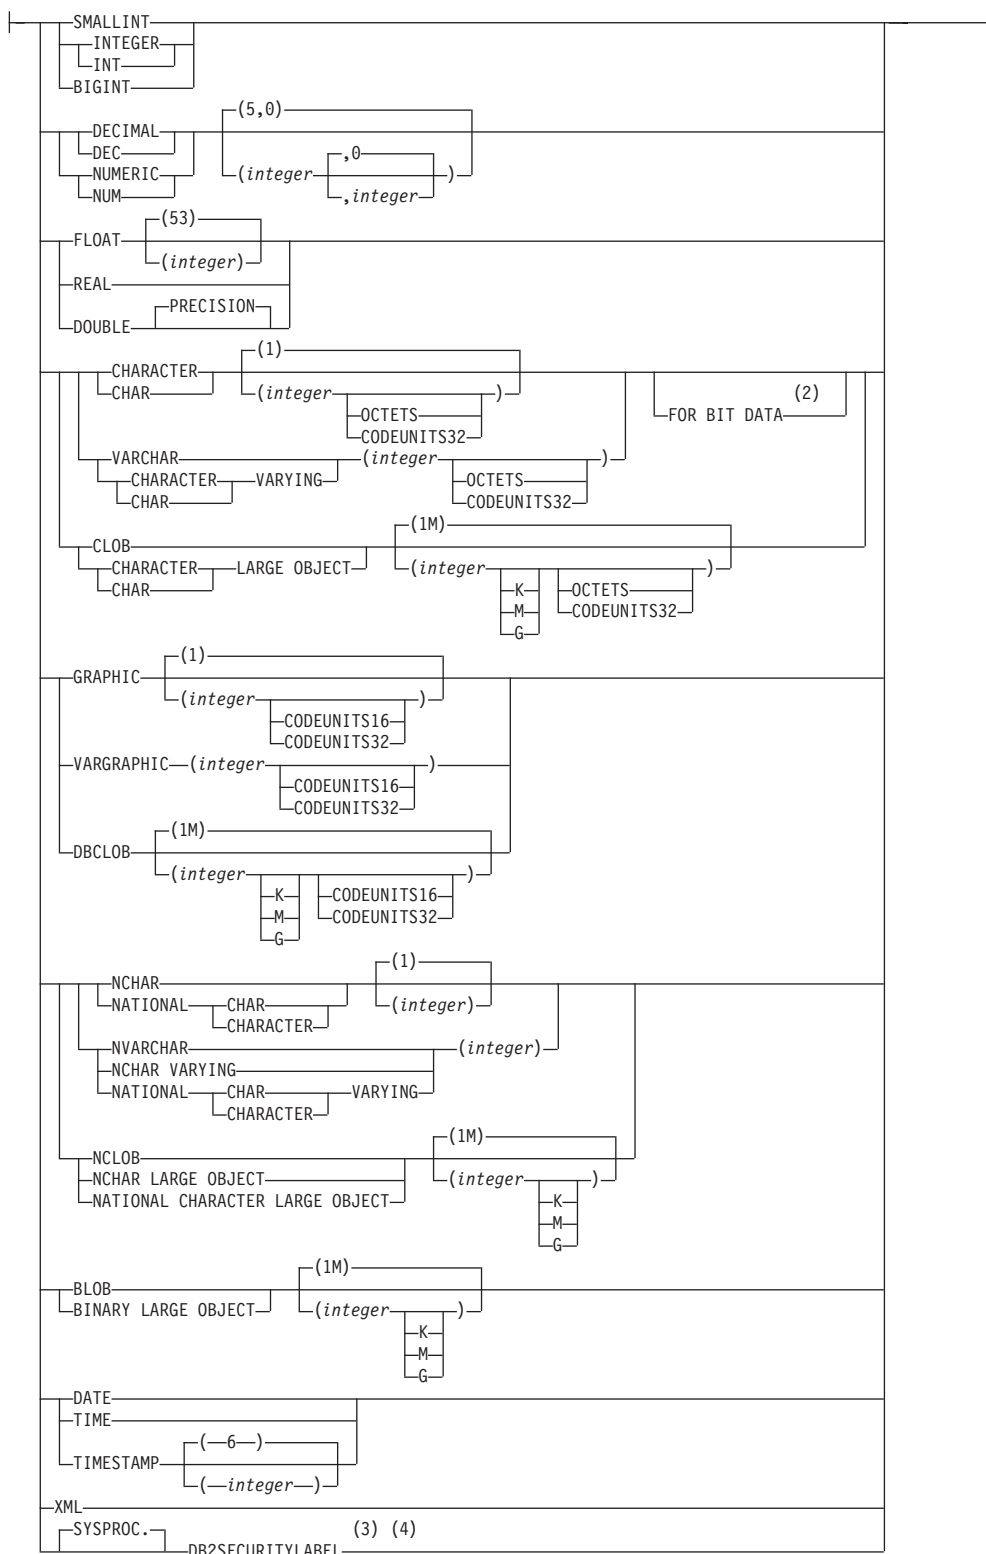 SMALLINT
INTEGER
INT
BIGINT
(5,0)
DECIMAL
DEC
,0
NUMERIC
(integer
)
NUM
,integer
(53)
FLOAT
(integer)
REAL
PRECISION
DOUBLE
(1)
CHARACTER
CHAR
(integer
)
(2)
OCTETS
FOR BIT DATA
CODEUNITS32
VARCHAR
(integer
)
CHARACTER
VARYING
OCTETS
CHAR
CODEUNITS32
(1M)
CLOB
CHARACTER
LARGE OBJECT
(integer
)
CHAR
K
OCTETS
M
CODEUNITS32
G
(1)
GRAPHIC
(integer
)
CODEUNITS16
CODEUNITS32
VARGRAPHIC
(integer
)
CODEUNITS16
CODEUNITS32
(1M)
DBCLOB
(integer
)
K
CODEUNITS16
M
CODEUNITS32
G
(1)
NCHAR
NATIONAL
CHAR
(integer)
CHARACTER
NVARCHAR
(integer)
NCHAR VARYING
NATIONAL
CHAR
VARYING
CHARACTER
(1M)
NCLOB
NCHAR LARGE OBJECT
(integer
)
NATIONAL CHARACTER LARGE OBJECT
K
M
G
(1M)
BLOB
BINARY LARGE OBJECT
(integer
)
K
M
G
DATE
TIME
(6)
TIMESTAMP
(integer)
XML
SYSPROC.
(3) (4)
DB2SECURITYLABEL